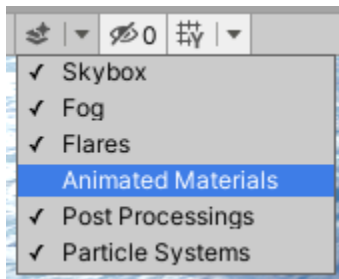 0
Skybox
Fog
Flares
Animated Materials
Post Processings
Particle Systems